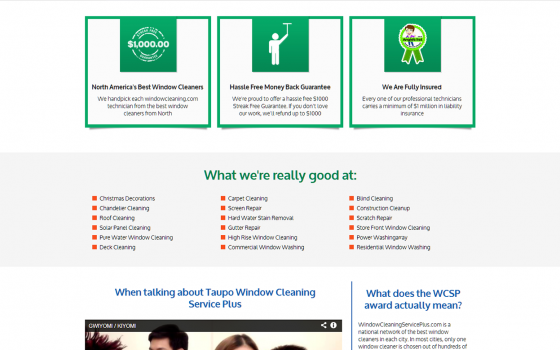 $1,000.00
North America's Best Window Cleaners
We handpick each windowcleaning.com
technician from the best window
cleaners from North
Hassle Free Money Back Guarantee
We're proud to offer a hassle free $1000
Streak Free Guarantee. If you don't love
our work, we'll refund up to $1000
We Are Fully Insured
Every one of our professional technicians
carries a minimum of $1 million in liability
insurance
What we're really good at:
Christmas Decorations
Chandelier Cleaning
Roof Cleaning
Solar Panel Cleaning
Pure Water Window Cleaning
Deck Cleaning
Carpet Cleaning
Screen Repair
Hard Water Stain Removal
Gutter Repair
High Rise Window Cleaning
Commercial Window Washing
Blind Cleaning
Construction Cleanup
Scratch Repair
Store Front Window Cleaning
Power Washingarray
Residential Window Washing
When talking about Taupo Window Cleaning
Service Plus
GWIYOMI / KIYOMI
What does the WCSP
award actually mean?
WindowCleaningServicePlus.com is a
national network of the best window
cleaners in each city. In most cities, only one
window cleaner is chosen out of hundreds of